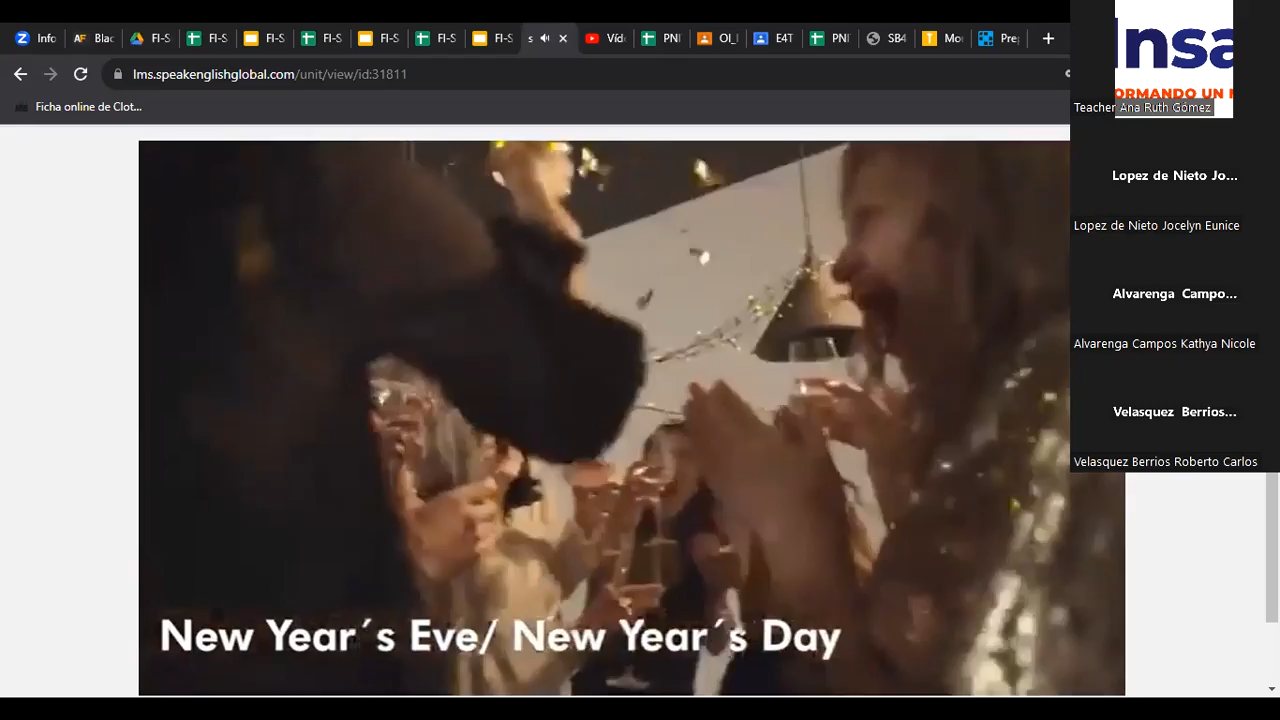 Info
Blac
FI-S
FI-S
FI-S
FI-S
FI-S
FI-S
FI-S
s
Víd
PNI
OI_I
E4T
PNI
SB4
Mo
Pre
lms.speakenglishglobal.com/unit/view/id:31811
Ficha online de Clot...
Insa
ORMANDO UN
Teacher Ana Ruth Gómez
Lopez de Nieto Jo...
Lopez de Nieto Jocelyn Eunice
Alvarenga Campo...
Alvarenga Campos Kathya Nicole
Velasquez Berrios...
Velasquez Berrios Roberto Carlos
New Year´s Eve/ New Year´s Day